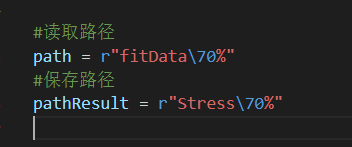 #读取路径
path = r"fitData\70%"
#保存路径
pathResult = r"Stress\70%"